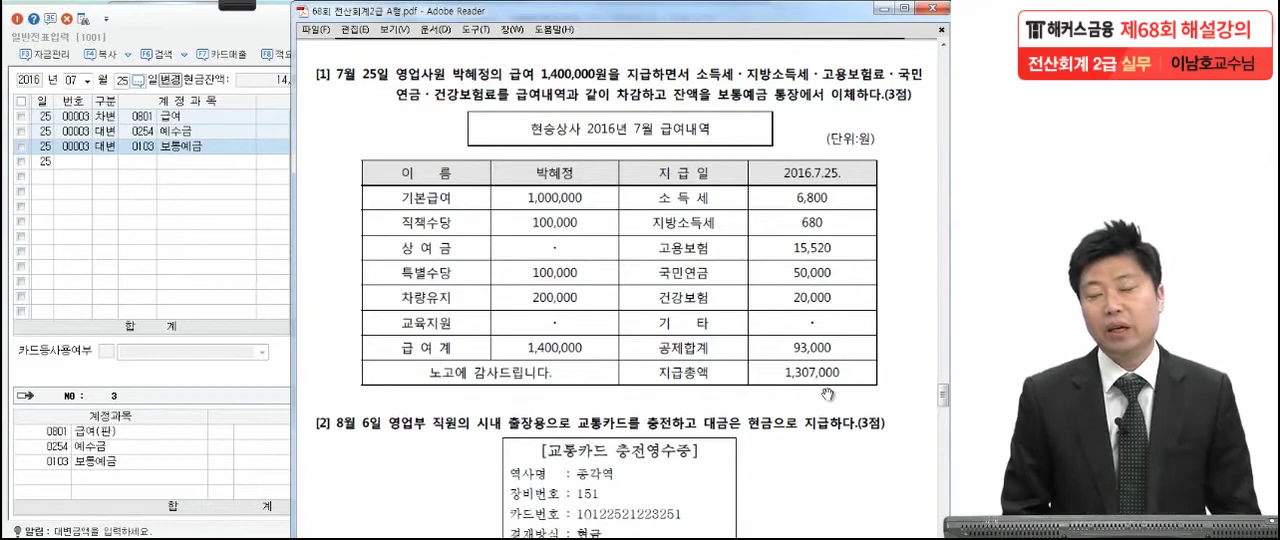 68회 전산회계2급 A형.pdf - Adobe Reader
파일(F) 편집(E) 보기(V) 문서(D) 도구(T) 창(W) 도움말(H)
일반전표입력 [1001]
F3 자금관리 F4 복사 F6 검색 F7 카드매출 F8 적요
2016 년 07 월 25 일 변경 현금잔액: 14,
일 번호 구분 계 정 과 목
25 00003 차변 0801 급여
25 00003 대변 0254 예수금
25 00003 대변 0103 보통예금
25
합 계
카드등사용여부
NO : 3
계정과목
0801 급여(판)
0254 예수금
0103 보통예금
합 계
알림: 대변금액을 입력하세요.
[1] 7월 25일 영업사원 박혜정의 급여 1,400,000원을 지급하면서 소득세·지방소득세·고용보험료·국민
연금·건강보험료를 급여내역과 같이 차감하고 잔액을 보통예금 통장에서 이체하다.(3점)
현승상사 2016년 7월 급여내역
(단위:원)
이 름 박혜정 지 급 일 2016.7.25.
기본급여 1,000,000 소 득 세 6,800
직책수당 100,000 지방소득세 680
상 여 금 · 고용보험 15,520
특별수당 100,000 국민연금 50,000
차량유지 200,000 건강보험 20,000
교육지원 · 기 타 ·
급 여 계 1,400,000 공제합계 93,000
노고에 감사드립니다. 지급총액 1,307,000
[2] 8월 6일 영업부 직원의 시내 출장용으로 교통카드를 충전하고 대금은 현금으로 지급하다.(3점)
[교통카드 충전영수증]
역사명 : 종각역
장비번호 : 151
카드번호 : 10122521223251
결재방식 : 현금
해커스금융 제68회 해설강의
전산회계 2급 실무 이남호교수님